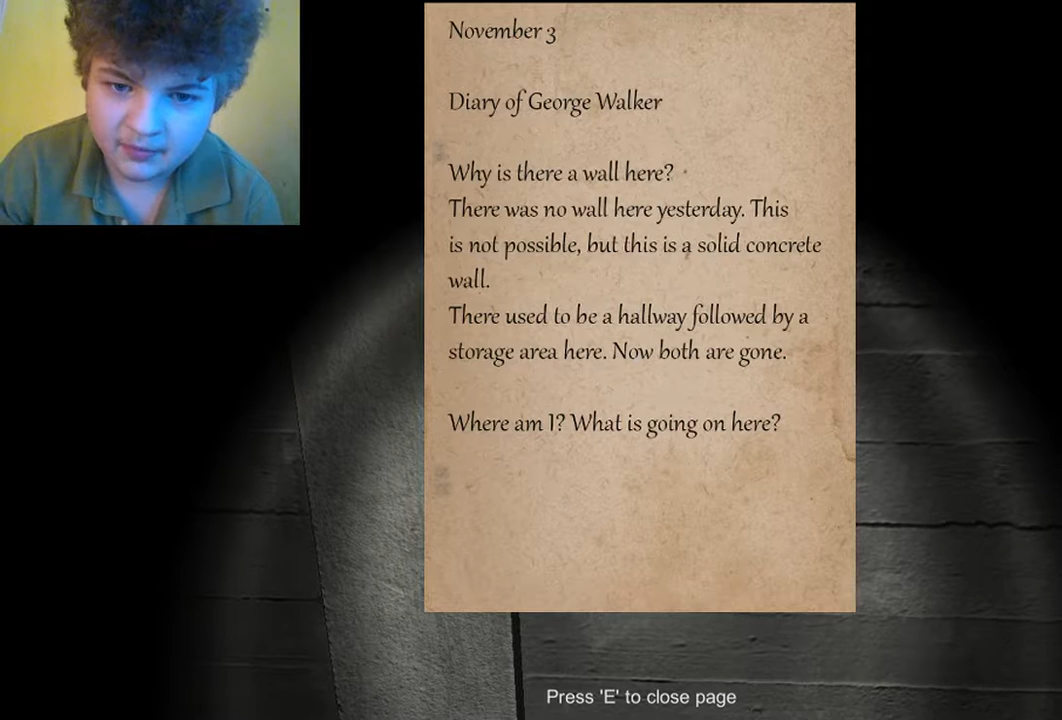 November 3
Diary of George Walker
Why is there a wall here?
There was no wall here yesterday. This
is not possible, but this is a solid concrete
wall.
There used to be a hallway followed by a
storage area here. Now both are gone.
Where am I? What is going on here?
Press 'E' to close page